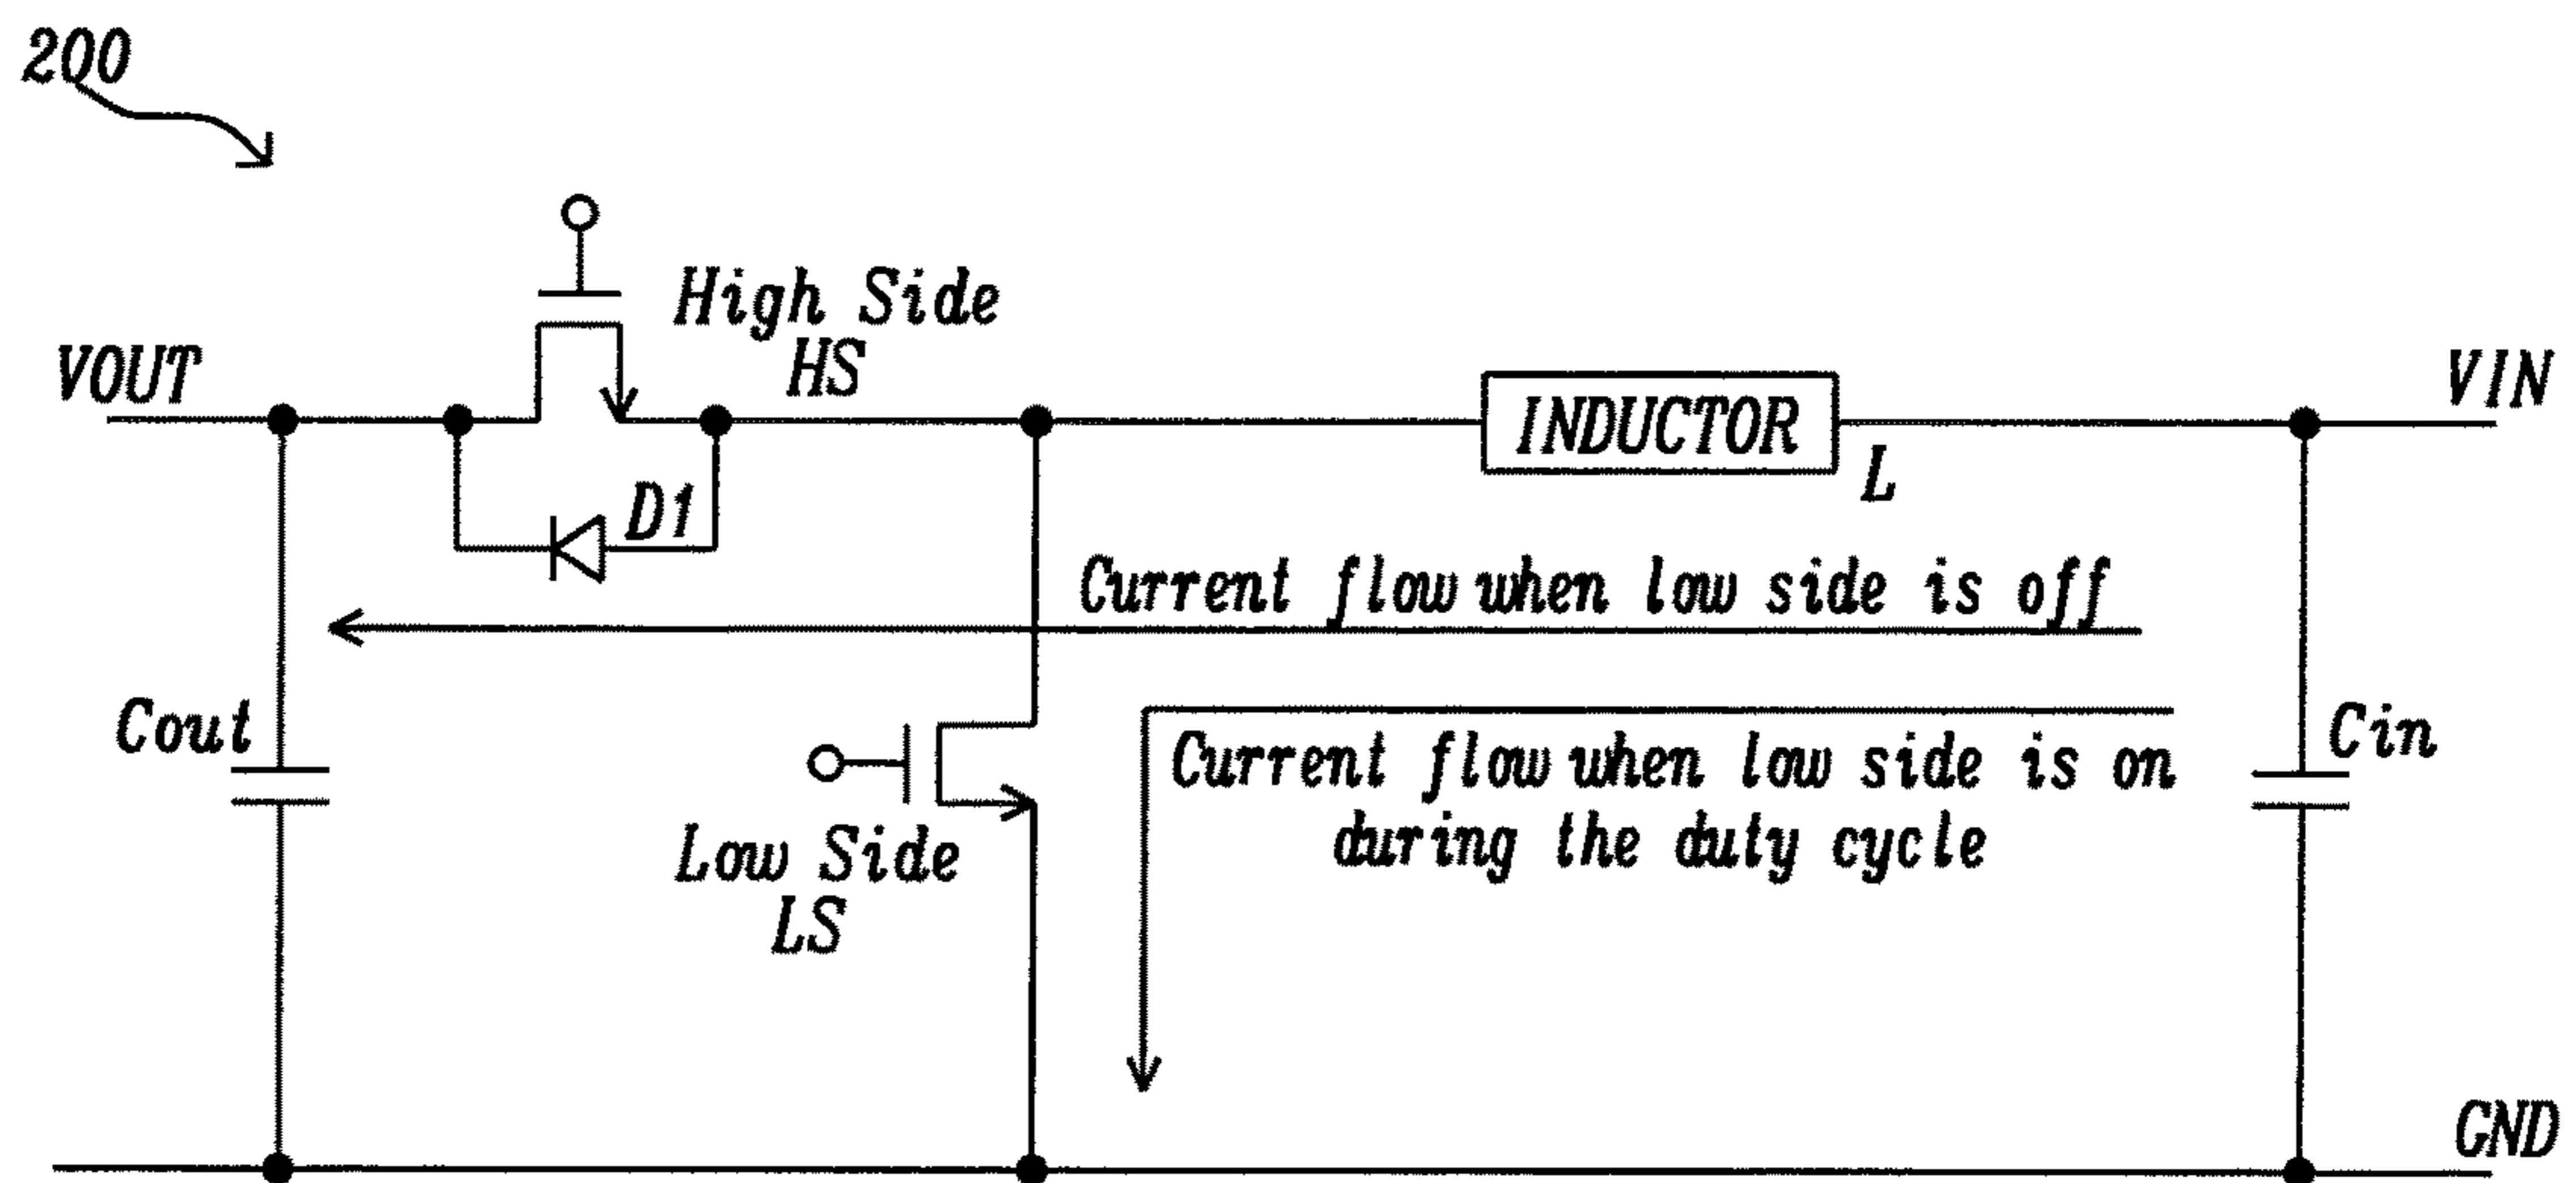 200
High Side
HS
VOUT
INDUCTOR
VIN
L
D1
Current flow when low side is off
Cout
Current flow when low side is on
during the duty cycle
Cin
Low Side
LS
GND